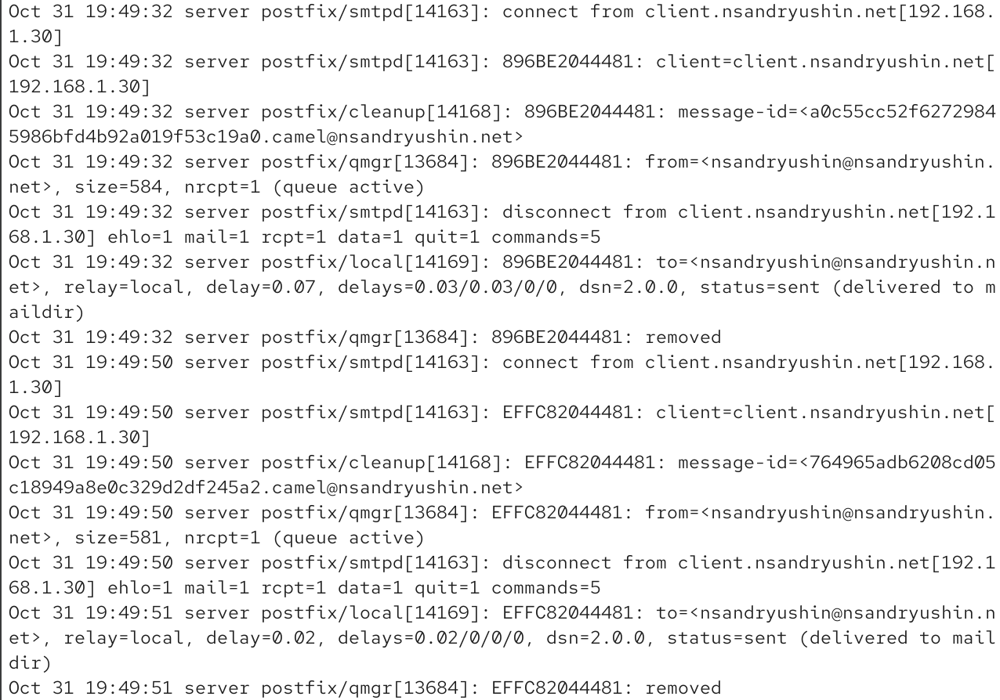 Oct 31 19:49:32 server postfix/smtpd[14163]: connect from client.nsandryushin.net[192.168.
1.30]
Oct 31 19:49:32 server postfix/smtpd[14163]: 896BE2044481: client=client.nsandryushin.net[
192.168.1.30]
Oct 31 19:49:32 server postfix/cleanup[14168]: 896BE2044481: message-id=<a0c55cc52f6272984
5986bfd4b92a019f53c19a0.camel@nsandryushin.net>
Oct 31 19:49:32 server postfix/qmgr[13684]: 896BE2044481: from=<nsandryushin@nsandryushin.
net>, size=584, nrcpt=1 (queue active)
Oct 31 19:49:32 server postfix/smtpd[14163]: disconnect from client.nsandryushin.net[192.1
68.1.30] ehlo=1 mail=1 rcpt=1 data=1 quit=1 commands=5
Oct 31 19:49:32 server postfix/local[14169]: 896BE2044481: to=<nsandryushin@nsandryushin.n
et>, relay=local, delay=0.07, delays=0.03/0.03/0/0, dsn=2.0.0, status=sent (delivered to m
aildir)
Oct 31 19:49:32 server postfix/qmgr[13684]: 896BE2044481: removed
Oct 31 19:49:50 server postfix/smtpd[14163]: connect from client.nsandryushin.net[192.168.
1.30]
Oct 31 19:49:50 server postfix/smtpd[14163]: EFFC82044481: client=client.nsandryushin.net[
192.168.1.30]
Oct 31 19:49:50 server postfix/cleanup[14168]: EFFC82044481: message-id=<764965adb6208cd05
c18949a8e0c329d2df245a2.camel@nsandryushin.net>
Oct 31 19:49:50 server postfix/qmgr[13684]: EFFC82044481: from=<nsandryushin@nsandryushin.
net>, size=581, nrcpt=1 (queue active)
Oct 31 19:49:50 server postfix/smtpd[14163]: disconnect from client.nsandryushin.net[192.1
68.1.30] ehlo=1 mail=1 rcpt=1 data=1 quit=1 commands=5
Oct 31 19:49:51 server postfix/local[14169]: EFFC82044481: to=<nsandryushin@nsandryushin.n
et>, relay=local, delay=0.02, delays=0.02/0/0/0, dsn=2.0.0, status=sent (delivered to mail
dir)
Oct 31 19:49:51 server postfix/qmgr[13684]: EFFC82044481: removed